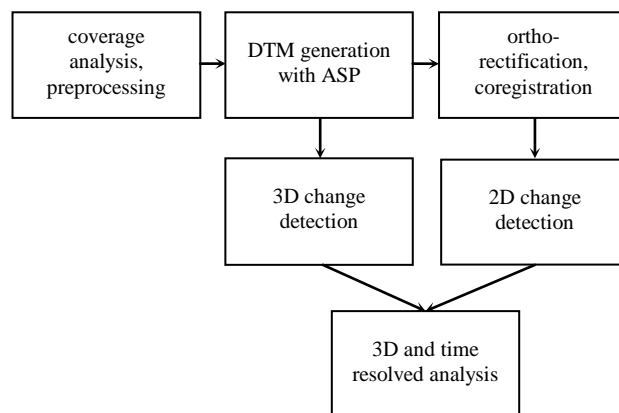 coverage
analysis,
preprocessing
DTM generation
with ASP
ortho-
rectification,
coregistration
3D change
detection
2D change
detection
3D and time
resolved analysis